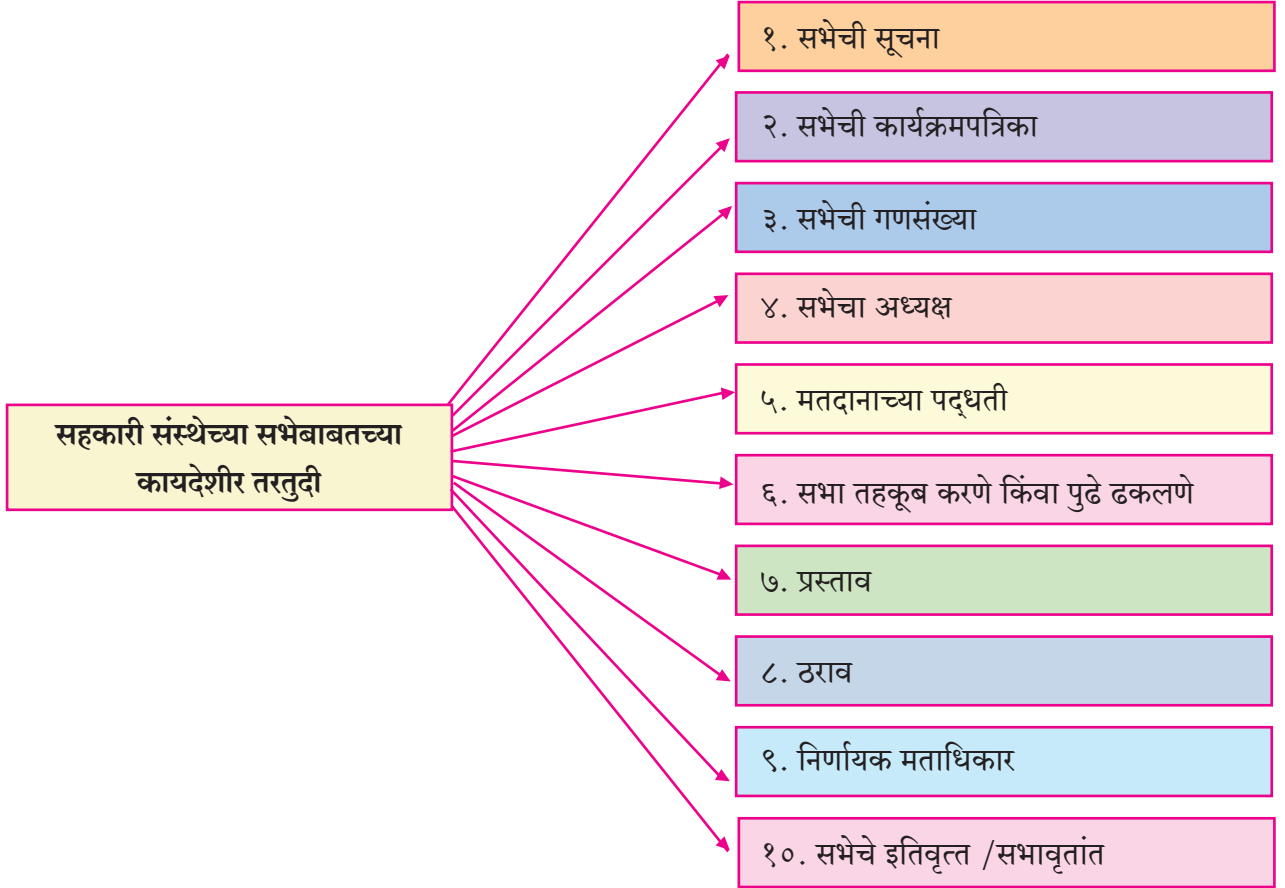 १. सभेची सूचना
२. सभेची कार्यक्रमपत्रिका
३. सभेची गणसंख्या
४. सभेचा अध्यक्ष
सहकारी संस्थेच्या सभेबाबतच्या
कायदेशीर तरतुदी
५. मतदानाच्या पद्धती
६. सभा तहकूब करणे किंवा पुढे ढकलणे
७. प्रस्ताव
८. ठराव
९. निर्णायक मताधिकार
१०. सभेचे इतिवृत्त /सभावृतांत